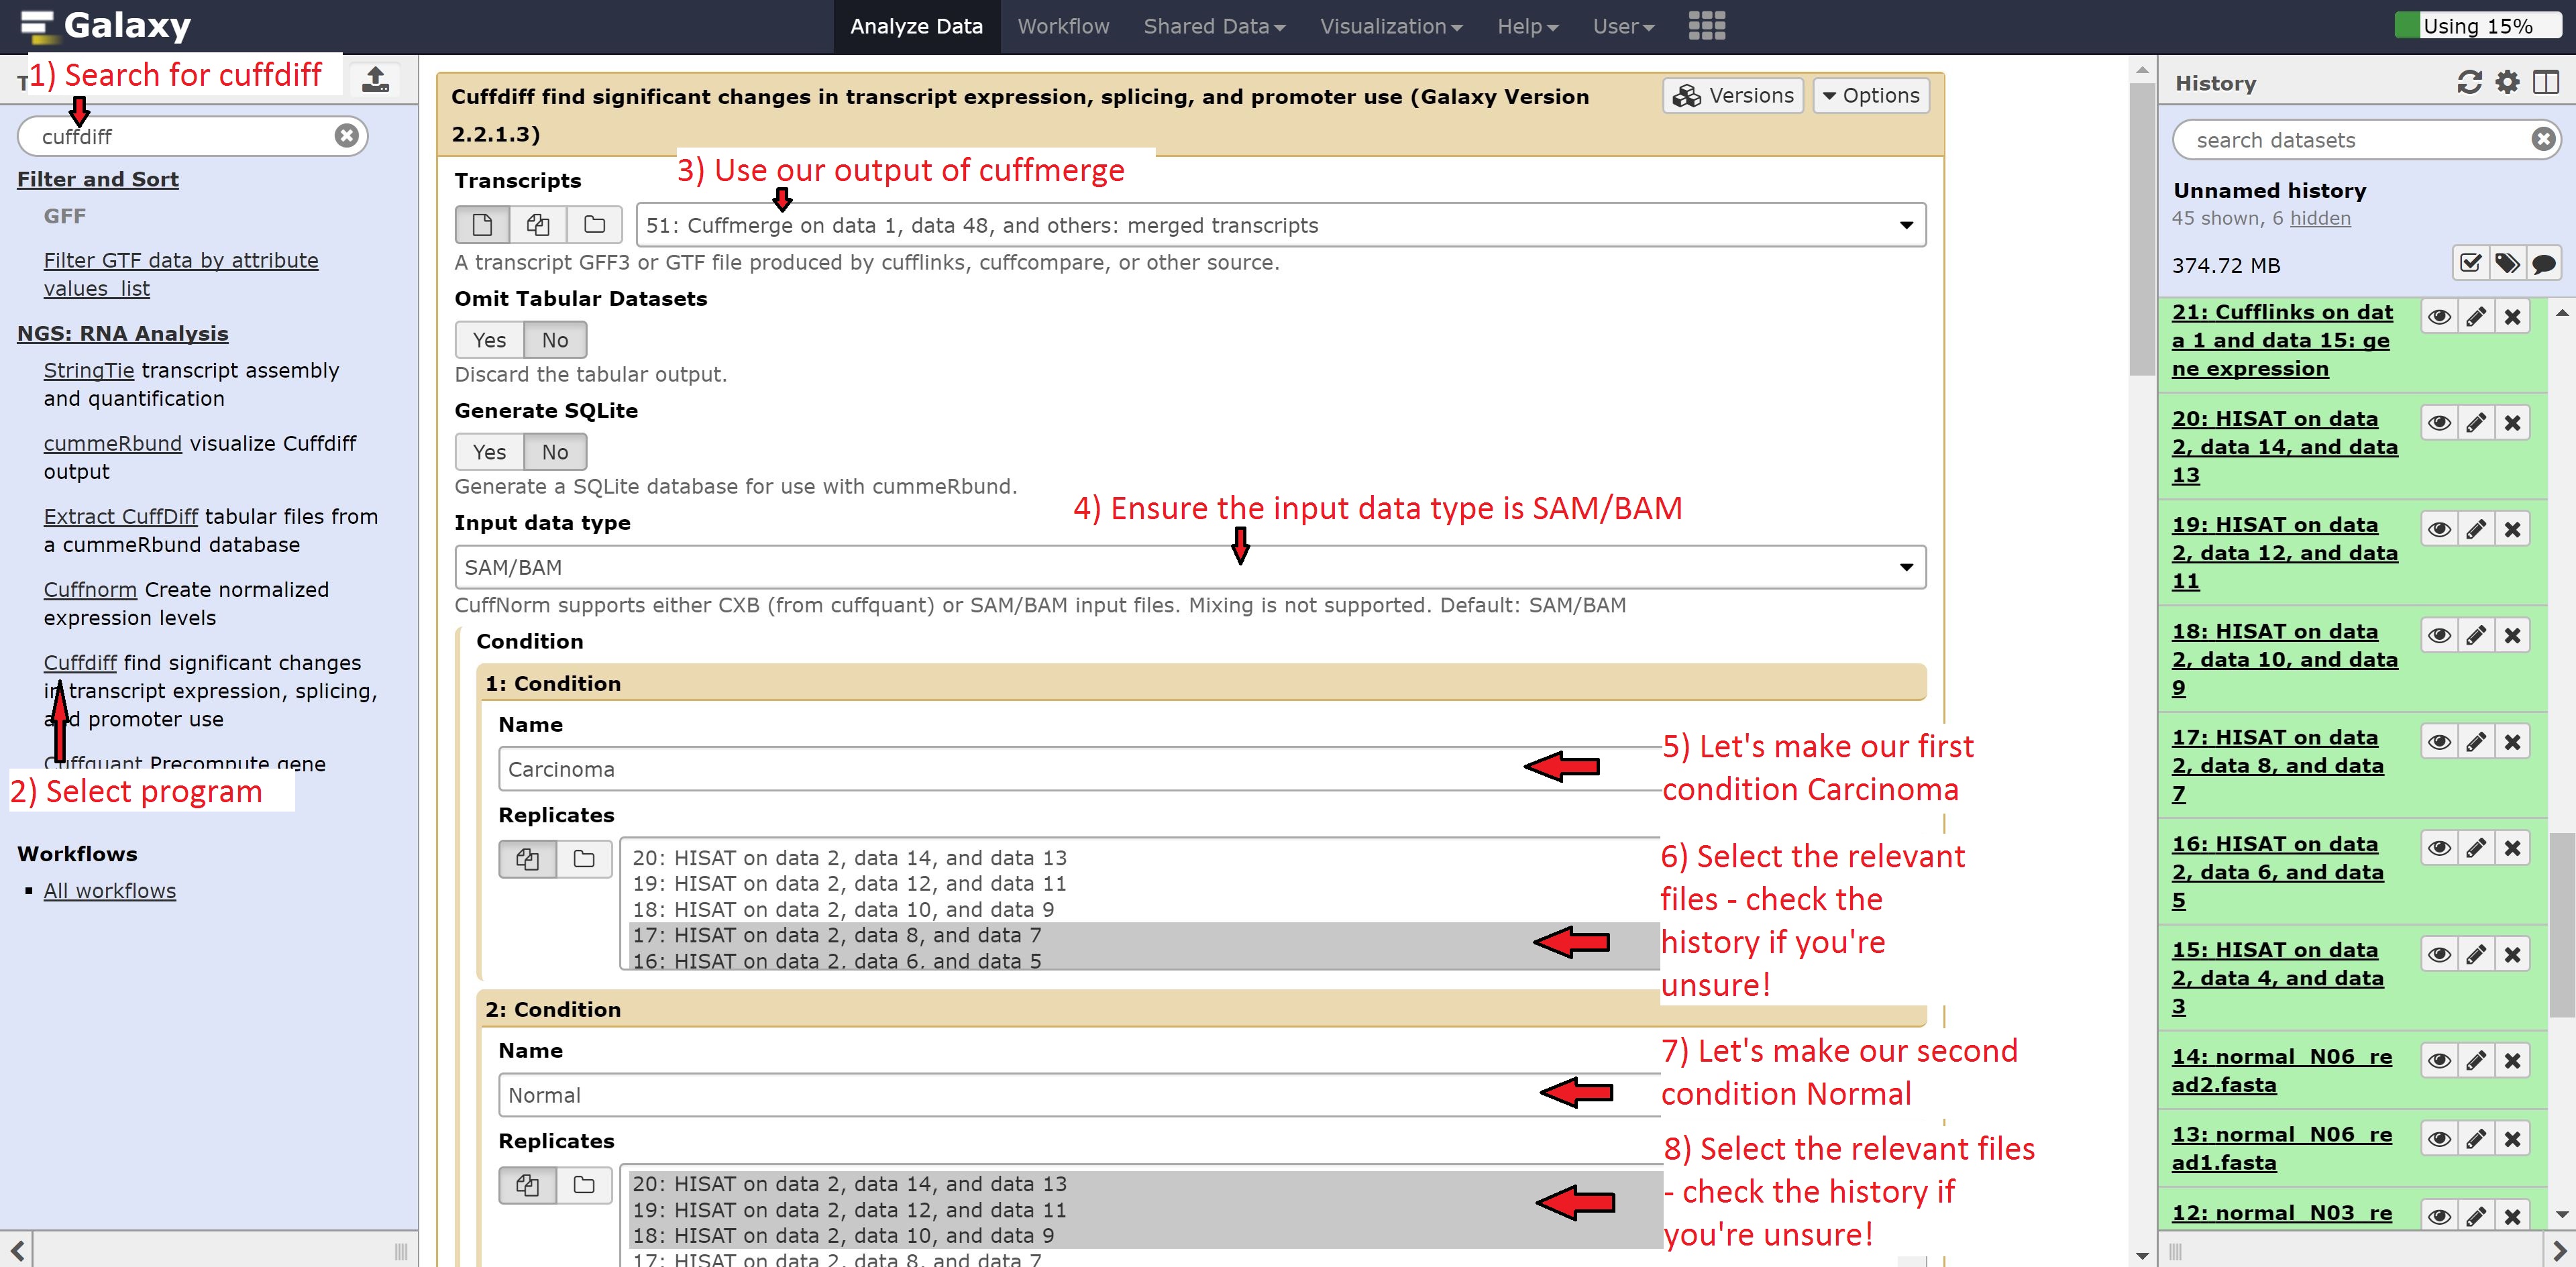 Galaxy
Analyze Data
Workflow
Shared Data
Visualization
Help
User
Using 15%
1) Search for cuffdiff
cuffdiff
Filter and Sort
GFF
Filter GTF data by attribute
values_list
NGS: RNA Analysis
StringTie transcript assembly
and quantification
cummeRbund visualize Cuffdiff
output
Extract CuffDiff tabular files from
a cummeRbund database
Cuffnorm Create normalized
expression levels
Cuffdiff find significant changes
in transcript expression, splicing,
and promoter use
Cuffquant Precompute gene
2) Select program
Workflows
All workflows
Cuffdiff find significant changes in transcript expression, splicing, and promoter use (Galaxy Version
2.2.1.3)
Versions
Options
3) Use our output of cuffmerge
Transcripts
51: Cuffmerge on data 1, data 48, and others: merged transcripts
A transcript GFF3 or GTF file produced by cufflinks, cuffcompare, or other source.
Omit Tabular Datasets
Yes No
Discard the tabular output.
Generate SQLite
Yes No
Generate a SQLite database for use with cummeRbund.
4) Ensure the input data type is SAM/BAM
Input data type
SAM/BAM
CuffNorm supports either CXB (from cuffquant) or SAM/BAM input files. Mixing is not supported. Default: SAM/BAM
Condition
1: Condition
Name
Carcinoma
5) Let's make our first
condition Carcinoma
Replicates
20: HISAT on data 2, data 14, and data 13
19: HISAT on data 2, data 12, and data 11
18: HISAT on data 2, data 10, and data 9
17: HISAT on data 2, data 8, and data 7
16: HISAT on data 2, data 6, and data 5
6) Select the relevant
files - check the
history if you're
unsure!
2: Condition
Name
Normal
7) Let's make our second
condition Normal
Replicates
20: HISAT on data 2, data 14, and data 13
19: HISAT on data 2, data 12, and data 11
18: HISAT on data 2, data 10, and data 9
17: HISAT on data 2, data 8, and data 7
8) Select the relevant files
- check the history if
you're unsure!
History
search datasets
Unnamed history
45 shown, 6 hidden
374.72 MB
21: Cufflinks on dat
a 1 and data 15: ge
ne expression
20: HISAT on data
2, data 14, and data
13
19: HISAT on data
2, data 12, and data
11
18: HISAT on data
2, data 10, and data
9
17: HISAT on data
2, data 8, and data
7
16: HISAT on data
2, data 6, and data
5
15: HISAT on data
2, data 4, and data
3
14: normal_N06_re
ad2.fasta
13: normal_N06_re
ad1.fasta
12: normal_N03_re